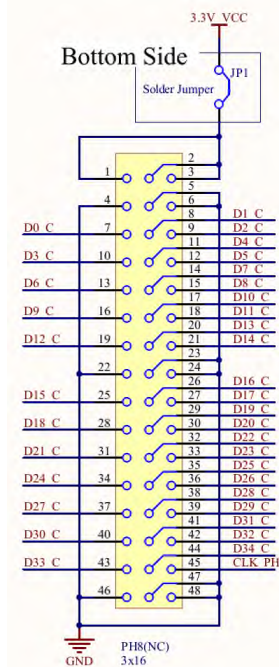 3.3V_VCC
Bottom Side
JP1
Solder Jumper
2
1 3
5
4 6
8 D1_C
D0_C 7 9 D2_C
11 D4_C
D3_C 10 12 D5_C
14 D7_C
D6_C 13 15 D8_C
17 D10_C
D9_C 16 18 D11_C
20 D13_C
D12_C 19 21 D14_C
23
22 24
26 D16_C
D15_C 25 27 D17_C
29 D19_C
D18_C 28 30 D20_C
32 D22_C
D21_C 31 33 D23_C
35 D25_C
D24_C 34 36 D26_C
38 D28_C
D27_C 37 39 D29_C
41 D31_C
D30_C 40 42 D32_C
44 D34_C
D33_C 43 45 CLK_PH
47
46 48
PH8(NC)
GND 3x16